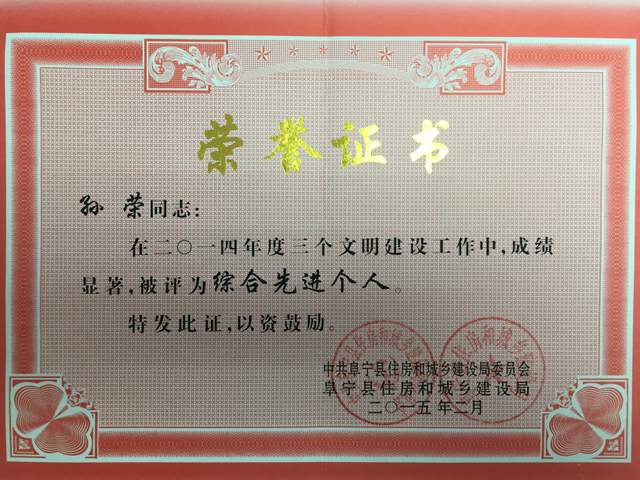 荣誉证书
孙荣同志:
在二〇一四年度三个文明建设工作中,成绩
显著,被评为综合先进个人。
特发此证,以资鼓励。
中共阜宁县住房和城乡建设局委员会
阜宁县住房和城乡建设局
二〇一五年二月